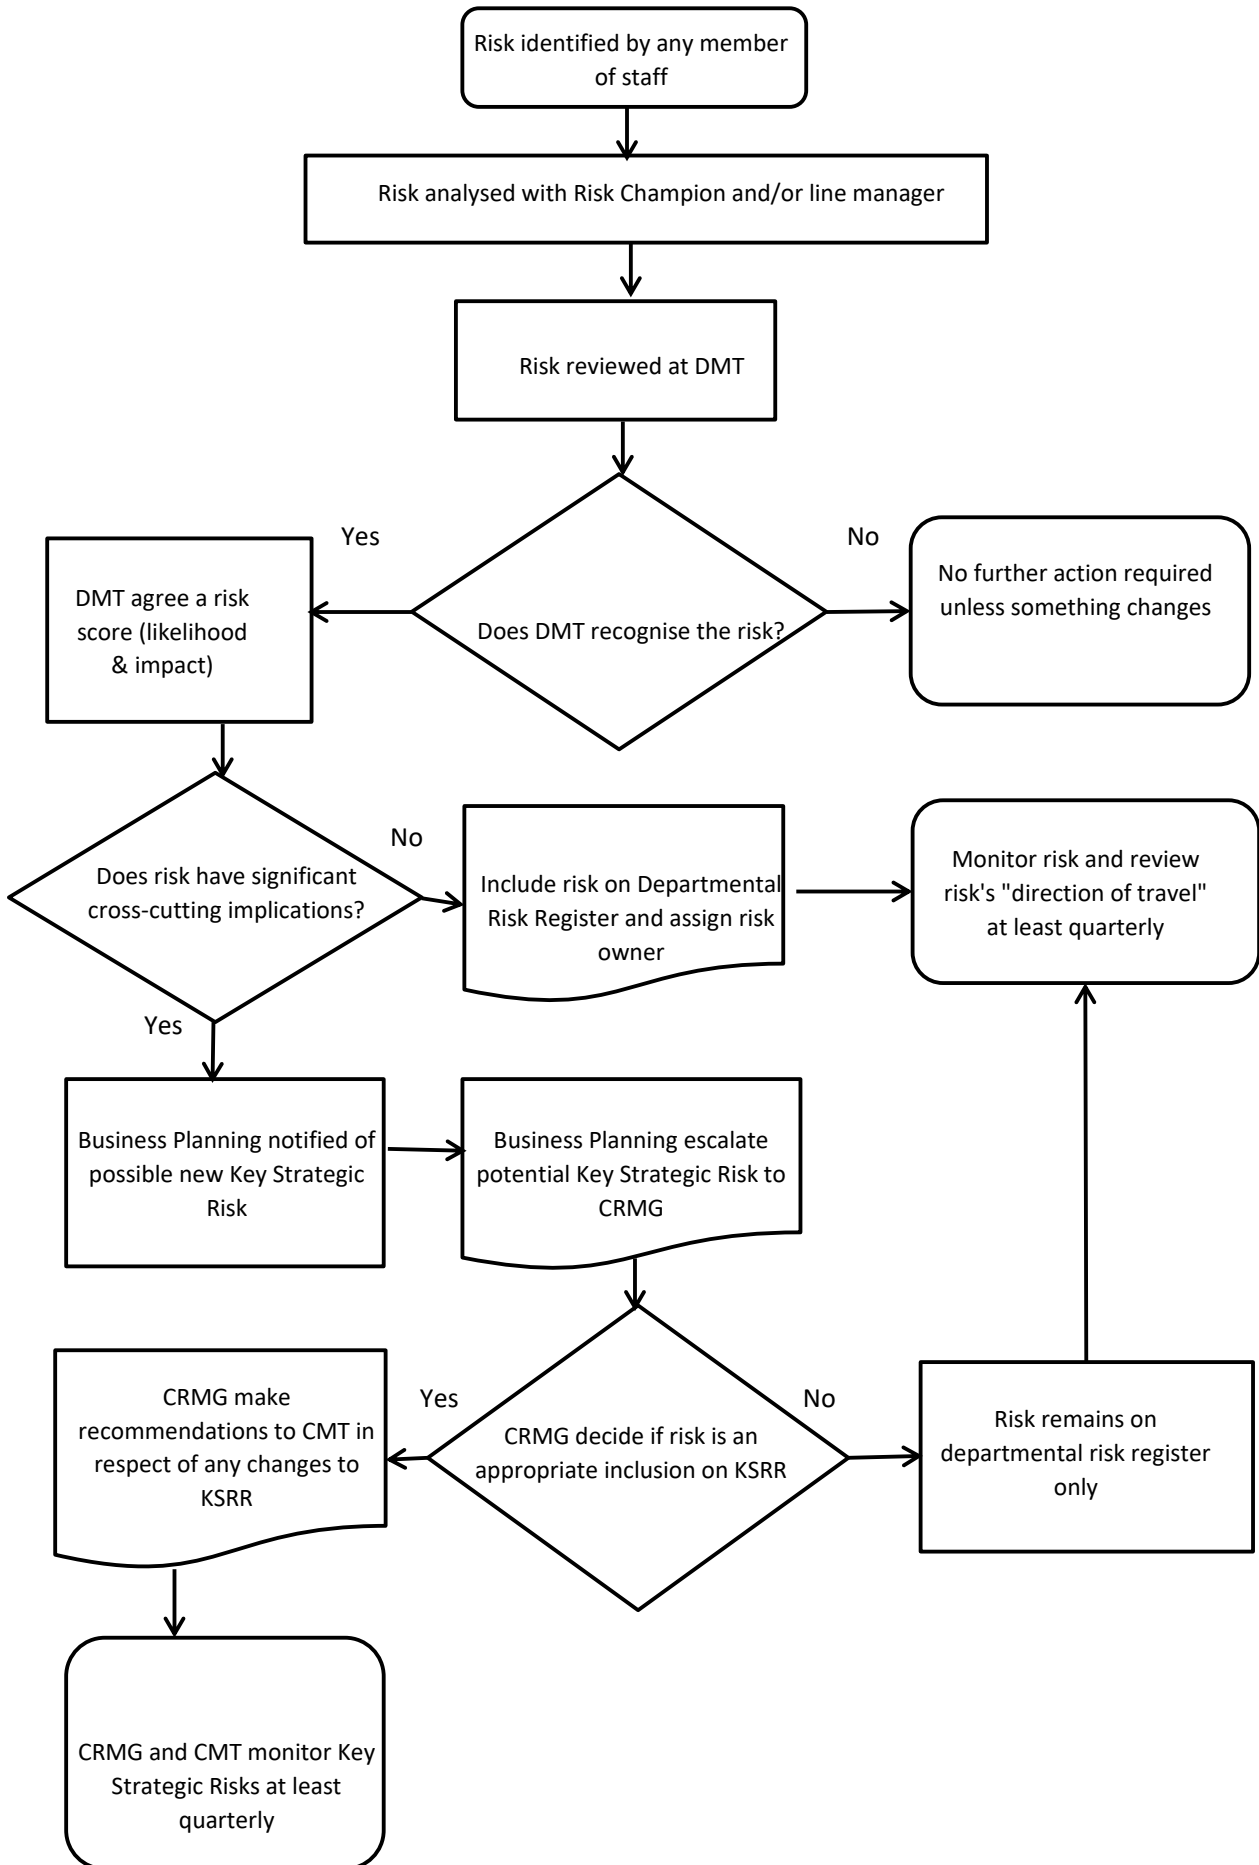 Risk identified by any member
of staff
Risk analysed with Risk Champion and/or line manager
Risk reviewed at DMT
Yes
No
DMT agree a risk
score (likelihood
& impact)
Does DMT recognise the risk?
No further action required
unless something changes
No
Does risk have significant
cross-cutting implications?
Include risk on Departmental
Risk Register and assign risk
owner
Monitor risk and review
risk's "direction of travel"
at least quarterly
Yes
Business Planning notified of
possible new Key Strategic
Risk
Business Planning escalate
potential Key Strategic Risk to
CRMG
CRMG make
recommendations to CMT in
respect of any changes to
KSRR
Yes
CRMG decide if risk is an
appropriate inclusion on KSRR
No
Risk remains on
departmental risk register
only
CRMG and CMT monitor Key
Strategic Risks at least
quarterly